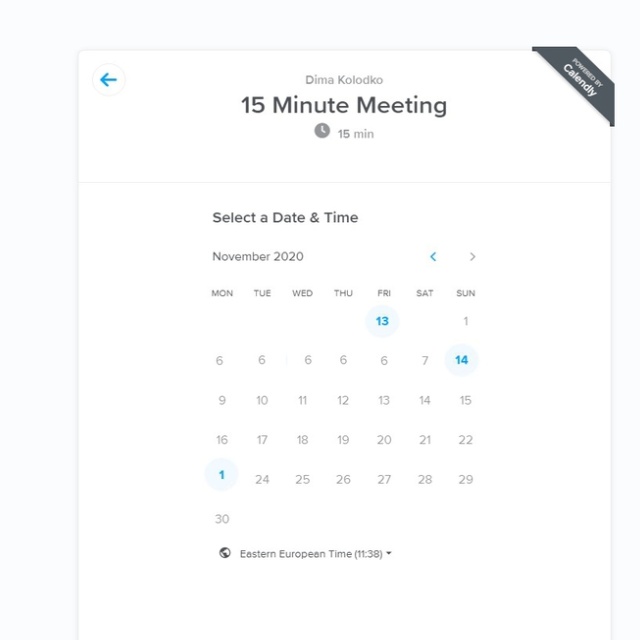 POWERED BY
Calendly
Dima Kolodko
15 Minute Meeting
15 min
Select a Date & Time
November 2020
MON TUE WED THU FRI SAT SUN
13 1
6 6 6 6 6 7 14
9 10 11 12 13 14 15
16 17 18 19 20 21 22
1 24 25 26 27 28 29
30
Eastern European Time (11:38)